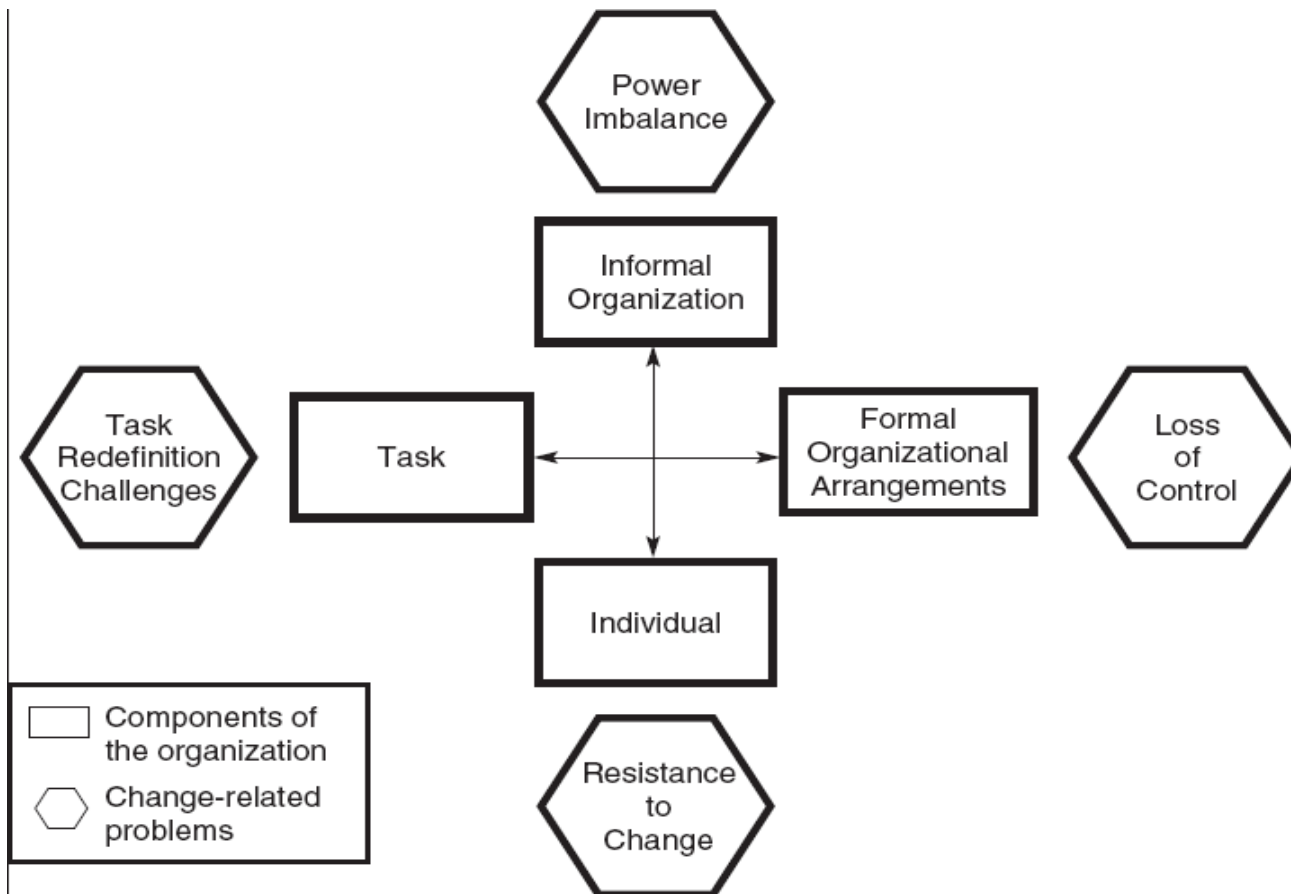 Power
Imbalance
Informal
Organization
Task
Redefinition
Challenges
Task
Formal
Organizational
Arrangements
Loss
of
Control
Individual
Components of
the organization
Change-related
problems
Resistance
to
Change